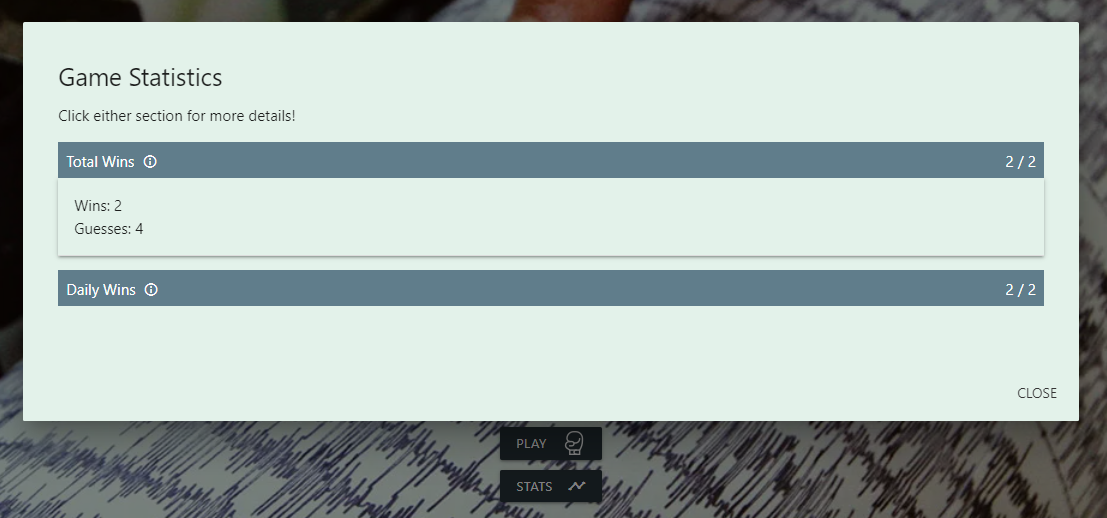 Game Statistics
Click either section for more details!
Total Wins 2 / 2
Wins: 2
Guesses: 4
Daily Wins 2 / 2
CLOSE
PLAY
STATS